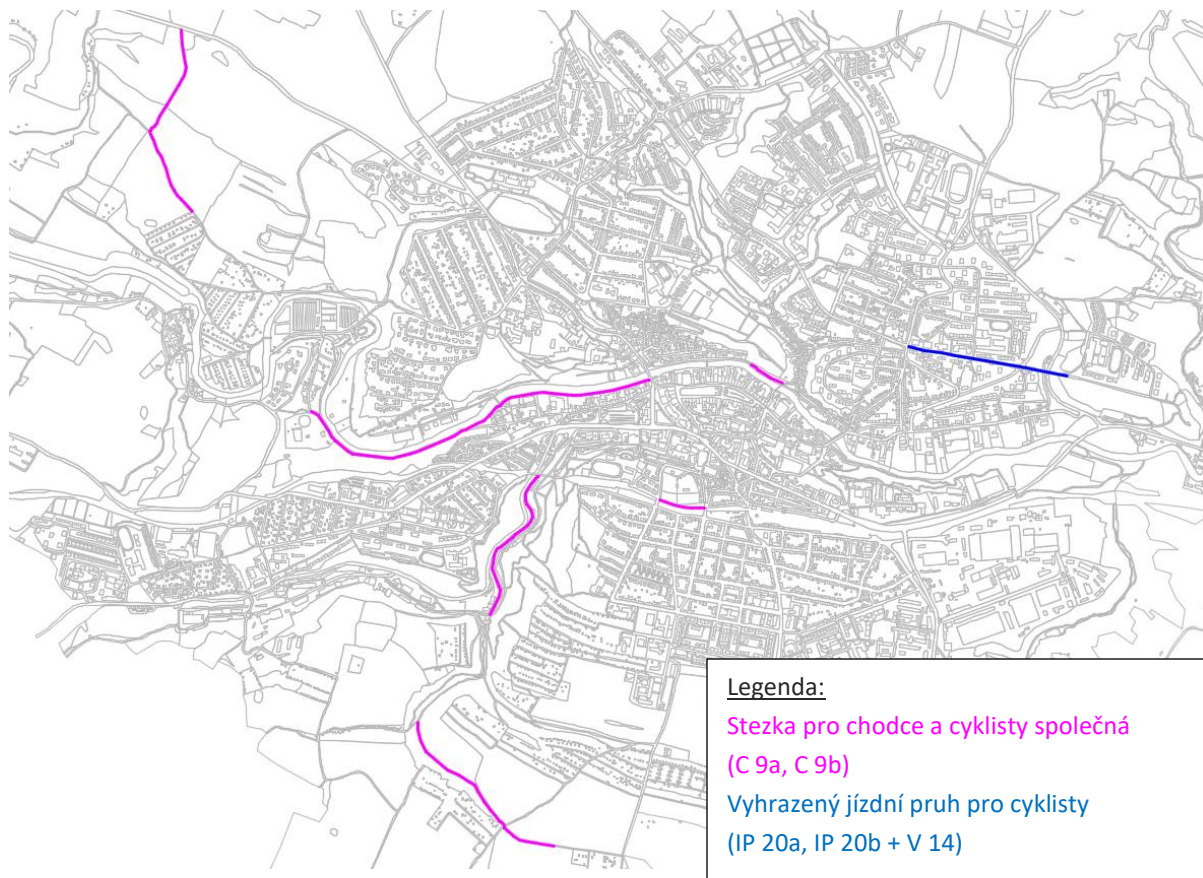 Legenda:
Stezka pro chodce a cyklisty společná
(C 9a, C 9b)
Vyhrazený jízdní pruh pro cyklisty
(IP 20a, IP 20b + V 14)